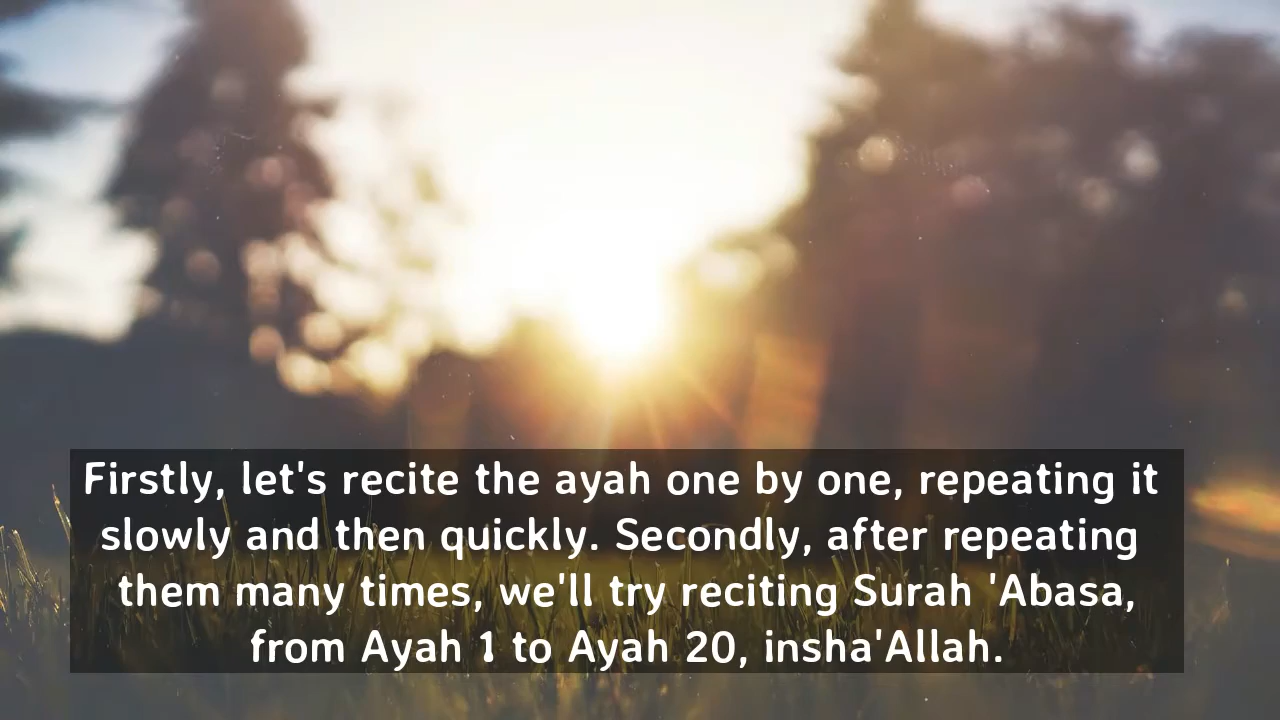 Firstly, let's recite the ayah one by one, repeating it
slowly and then quickly. Secondly, after repeating
them many times, we'll try reciting Surah 'Abasa,
from Ayah 1 to Ayah 20, insha'Allah.